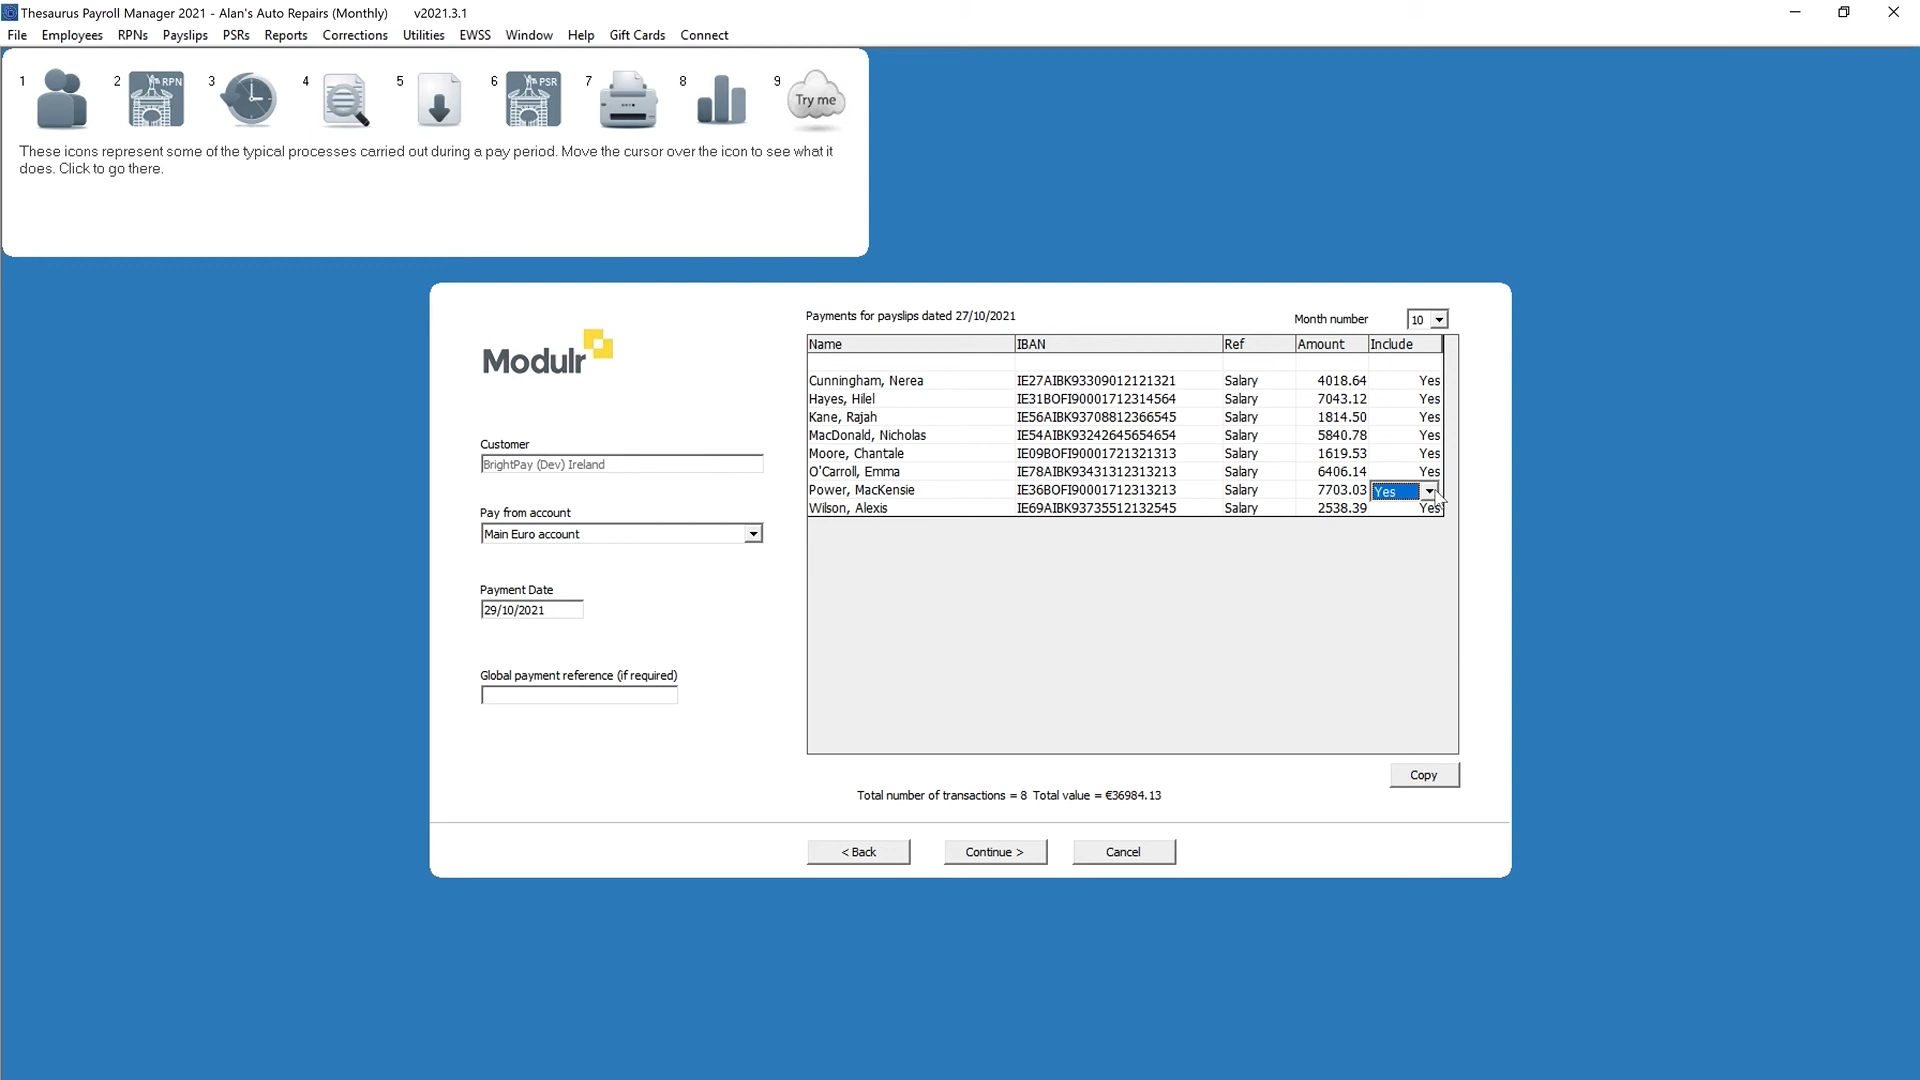 Thesaurus Payroll Manager 2021 - Alan's Auto Repairs (Monthly) v2021.3.1
File Employees RPNs Payslips PSRs Reports Corrections Utilities EWSS Window Help Gift Cards Connect
1 2 RPN 3 4 5 6 PSR 7 8 9 Try me
These icons represent some of the typical processes carried out during a pay period. Move the cursor over the icon to see what it
does. Click to go there.
Modulr
Customer
BrightPay (Dev) Ireland
Pay from account
Main Euro account
Payment Date
29/10/2021
Global payment reference (if required)
Payments for payslips dated 27/10/2021 Month number 10
Name IBAN Ref Amount Include
Cunningham, Nerea IE27AIBK93309012121321 Salary 4018.64 Yes
Hayes, Hilel IE31BOFI90001712314564 Salary 7043.12 Yes
Kane, Rajah IE56AIBK93708812366545 Salary 1814.50 Yes
MacDonald, Nicholas IE54AIBK93242645654654 Salary 5840.78 Yes
Moore, Chantale IE09BOFI90001721321313 Salary 1619.53 Yes
O'Carroll, Emma IE78AIBK93431312313213 Salary 6406.14 Yes
Power, MacKensie IE36BOFI90001712313213 Salary 7703.03 Yes
Wilson, Alexis IE69AIBK93735512132545 Salary 2538.39 Yes
Copy
Total number of transactions = 8 Total value = €36984.13
< Back Continue > Cancel